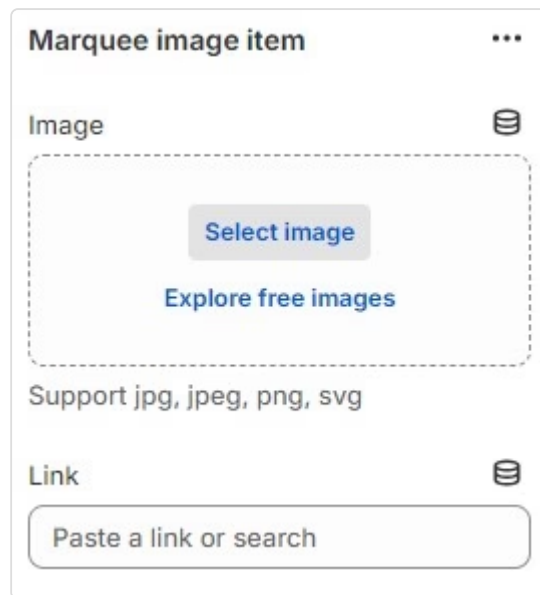 Marquee image item
Image
Select image
Explore free images
Support jpg, jpeg, png, svg
Link
Paste a link or search